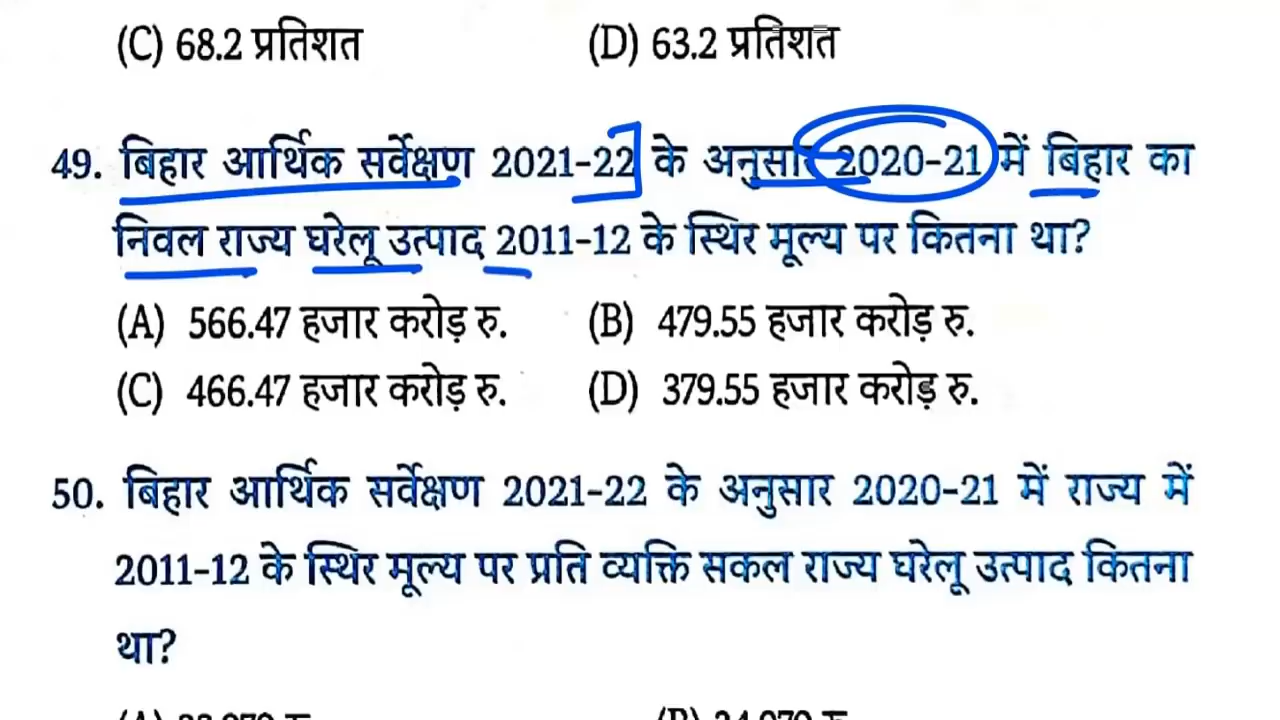 (C) 68.2 प्रतिशत (D) 63.2 प्रतिशत
49. बिहार आर्थिक सर्वेक्षण 2021-22 के अनुसार 2020-21 में बिहार का
निवल राज्य घरेलू उत्पाद 2011-12 के स्थिर मूल्य पर कितना था?
(A) 566.47 हजार करोड़ रु. (B) 479.55 हजार करोड़ रु.
(C) 466.47 हजार करोड़ रु. (D) 379.55 हजार करोड़ रु.
50. बिहार आर्थिक सर्वेक्षण 2021-22 के अनुसार 2020-21 में राज्य में
2011-12 के स्थिर मूल्य पर प्रति व्यक्ति सकल राज्य घरेलू उत्पाद कितना
था?